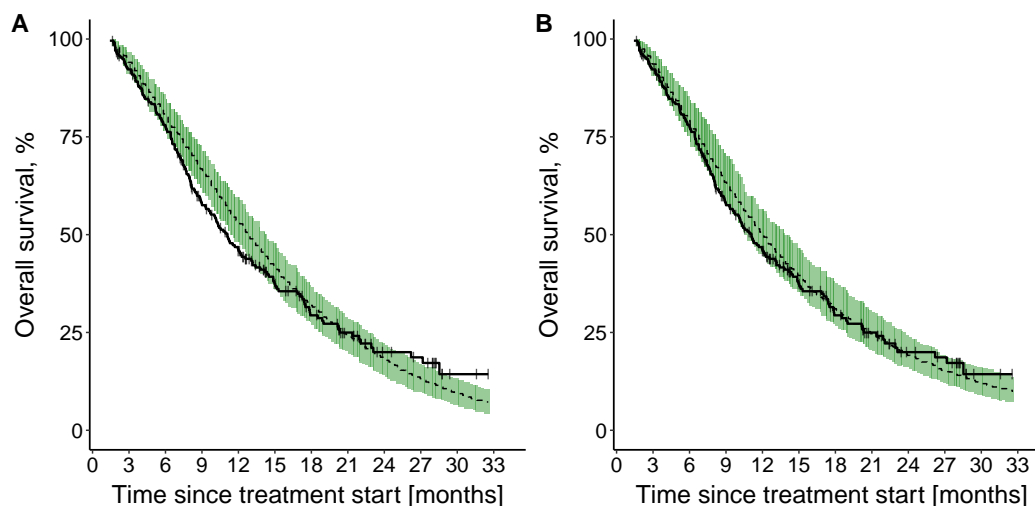 A
B
Overall survival, %
100
75
50
25
0
0 3 6 9 12 15 18 21 24 27 30 33
Time since treatment start [months]
Overall survival, %
100
75
50
25
0
0 3 6 9 12 15 18 21 24 27 30 33
Time since treatment start [months]